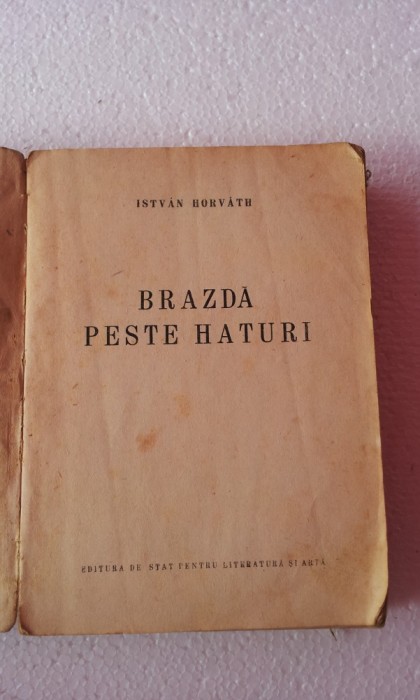 ISTVÁN HORVÁTH
BRAZDĂ
PESTE HATURI
EDITURA DE STAT PENTRU LITERATURĂ ȘI ARTĂ